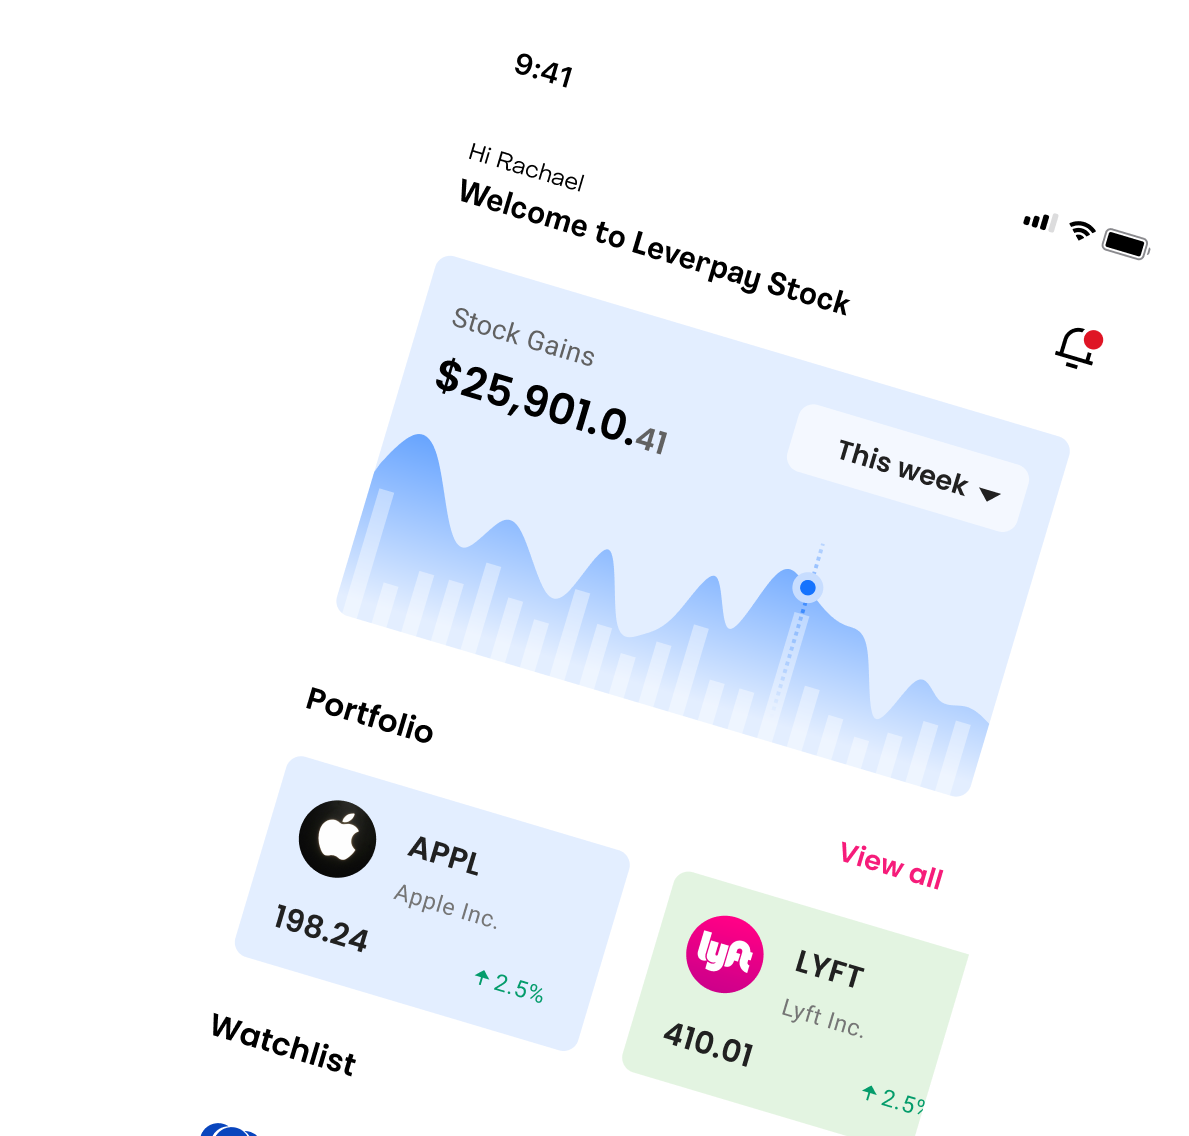 9:41
Hi Rachael
Welcome to Leverpay Stock
Stock Gains
$25,901.0.41
This week
Portfolio
View all
APPL
Apple Inc.
198.24
2.5%
lyft
LYFT
Lyft Inc.
410.01
2.5%
Watchlist